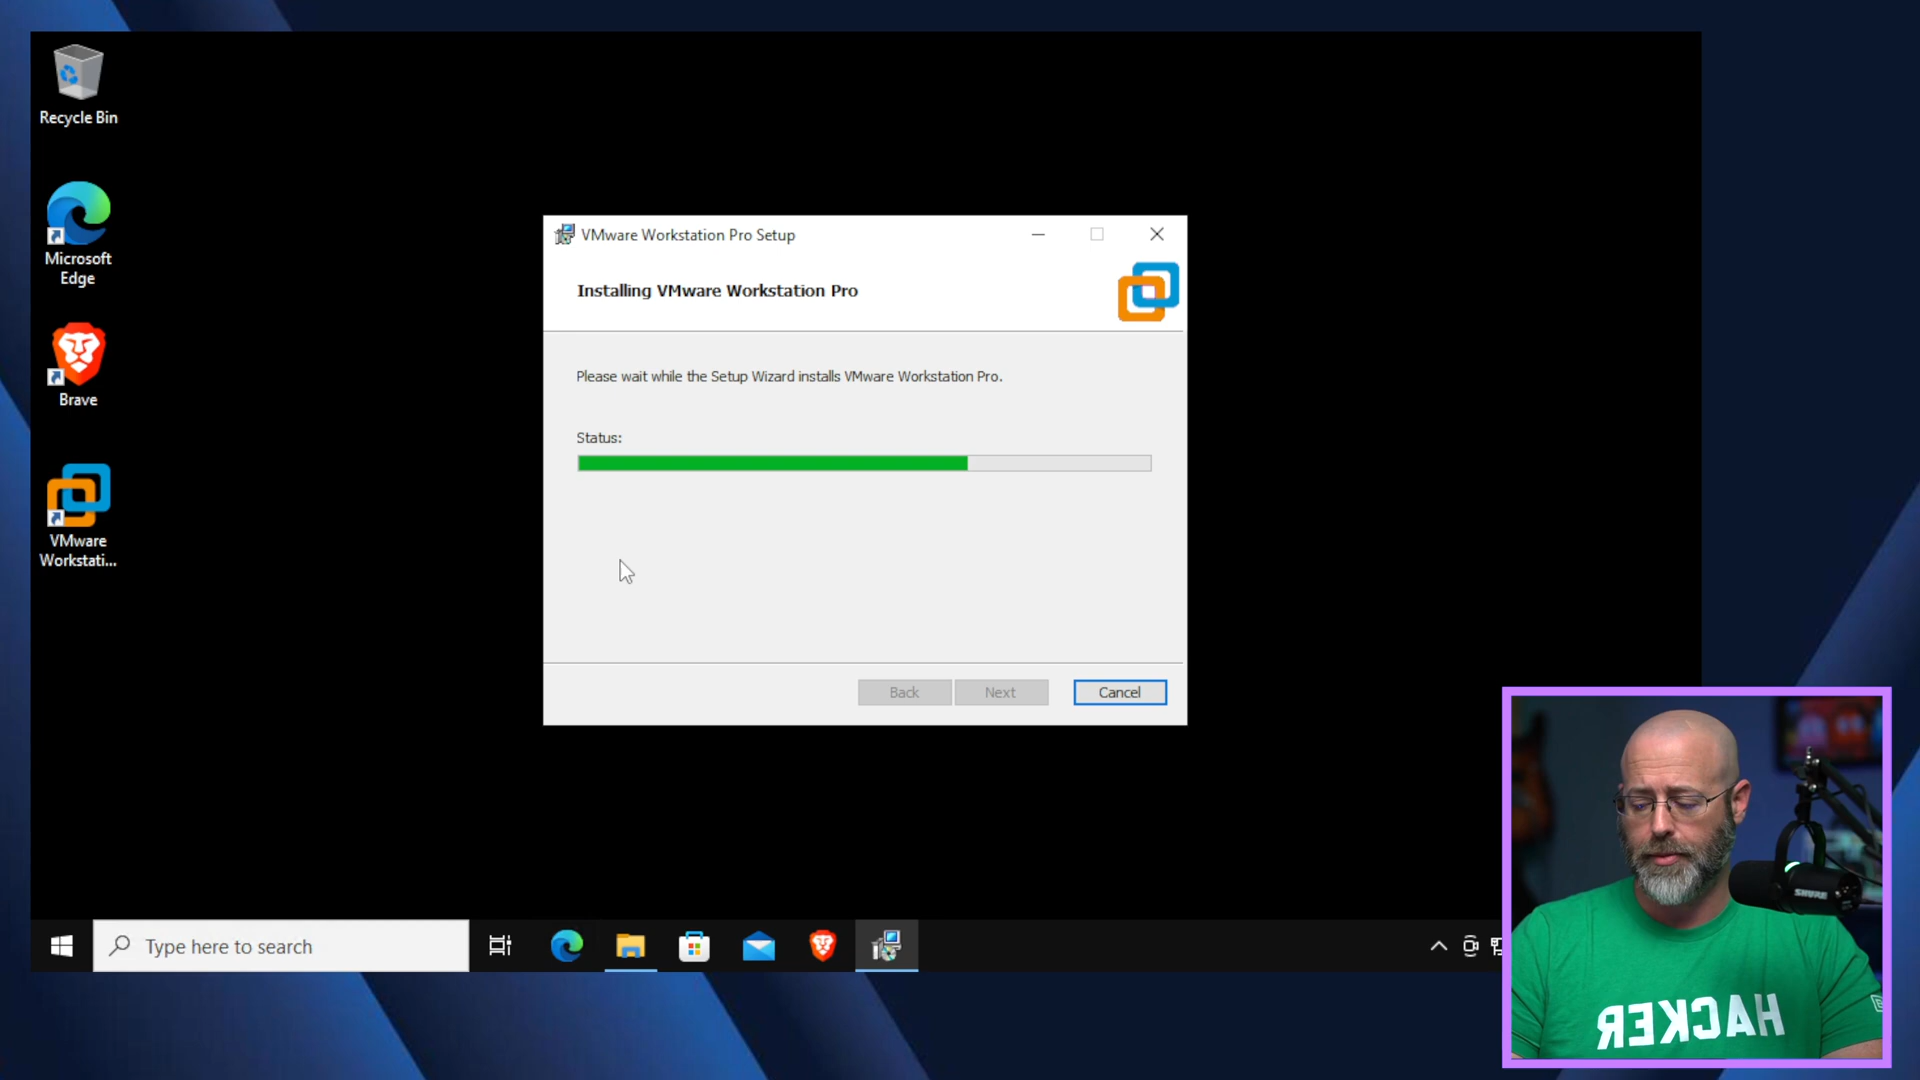 Recycle Bin
Microsoft
Edge
Brave
VMware
Workstati...
VMware Workstation Pro Setup
Installing VMware Workstation Pro
Please wait while the Setup Wizard installs VMware Workstation Pro.
Status:
Back
Next
Cancel
Type here to search
SHURE
HACKER